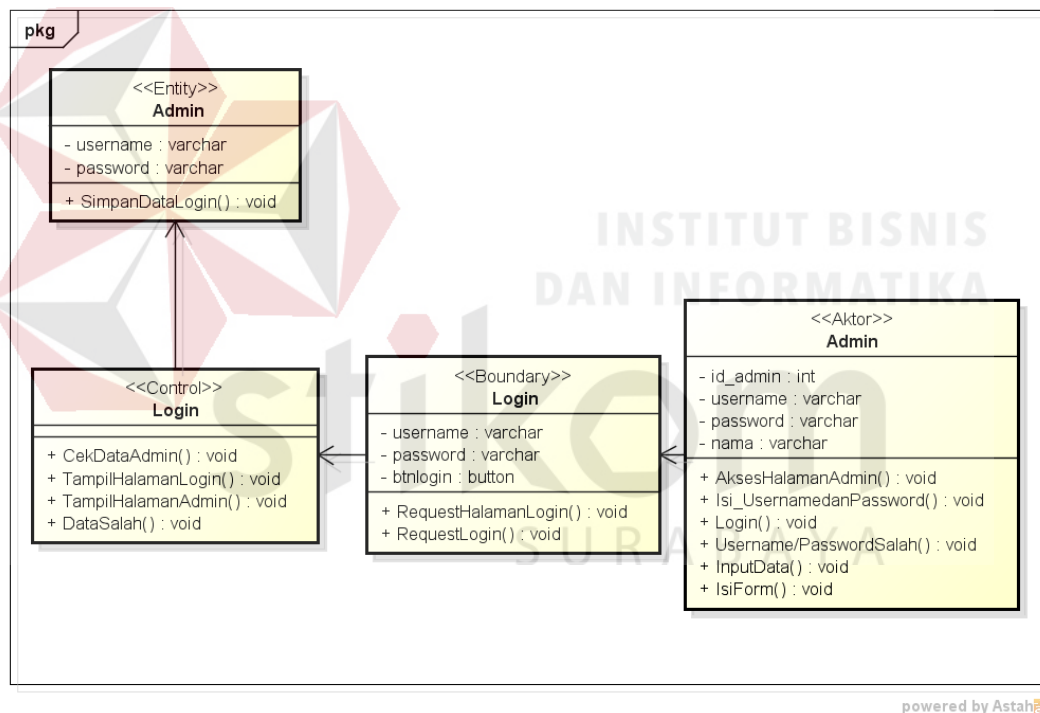 pkg
<<Entity>>
Admin
- username : varchar
- password : varchar
+ SimpanDataLogin() : void
INSTITUT BISNIS
DAN INFORMATIKA
stikom
SURABAYA
<<Control>>
Login
+ CekDataAdmin() : void
+ TampilHalamanLogin() : void
+ TampilHalamanAdmin() : void
+ DataSalah() : void
<<Boundary>>
Login
- username : varchar
- password : varchar
- btnlogin : button
+ RequestHalamanLogin() : void
+ RequestLogin() : void
<<Aktor>>
Admin
- id_admin : int
- username : varchar
- password : varchar
- nama : varchar
+ AksesHalamanAdmin() : void
+ Isi_UsernamedanPassword() : void
+ Login() : void
+ Username/PasswordSalah() : void
+ InputData() : void
+ IsiForm() : void
powered by Astah